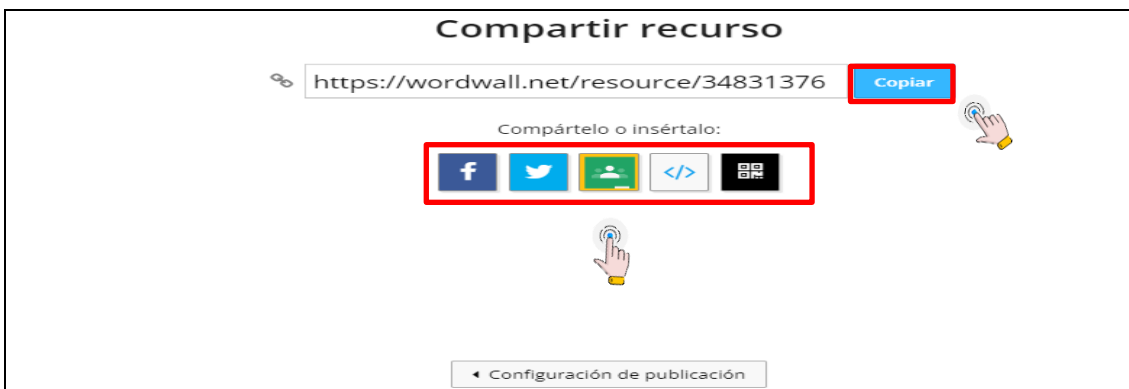 Compartir recurso
https://wordwall.net/resource/34831376 Copiar
Compártelo o insértalo:
f </>
Configuración de publicación